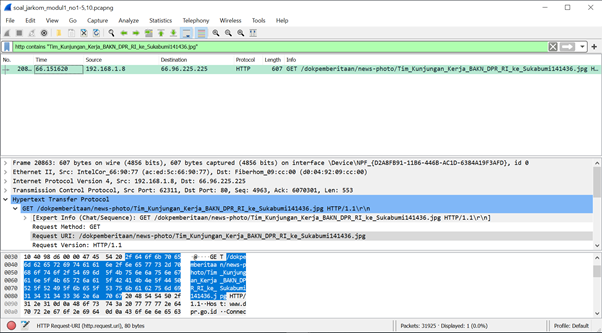 soal_jarkom_modul1_no1-5,10.pcapng
File Edit View Go Capture Analyze Statistics Telephony Wireless Tools Help
http contains "Tim_Kunjungan_Kerja_BAKN_DPR_RI_ke_Sukabumi141436.jpg"
No. Time Source Destination Protocol Length Info
208… 66.151620 192.168.1.8 66.96.225.225 HTTP 607 GET /dokpemberitaan/news-photo/Tim_Kunjungan_Kerja_BAKN_DPR_RI_ke_Sukabumi141436.jpg H…
Frame 20863: 607 bytes on wire (4856 bits), 607 bytes captured (4856 bits) on interface \Device\NPF_{D2ABFB91-11B6-446B-AC1D-6384A19F3AFD}, id 0
Ethernet II, Src: IntelCor_66:90:77 (ac:ed:5c:66:90:77), Dst: Fiberhom_09:cc:00 (d0:04:92:09:cc:00)
Internet Protocol Version 4, Src: 192.168.1.8, Dst: 66.96.225.225
Transmission Control Protocol, Src Port: 62311, Dst Port: 80, Seq: 4963, Ack: 6070301, Len: 553
Hypertext Transfer Protocol
GET /dokpemberitaan/news-photo/Tim_Kunjungan_Kerja_BAKN_DPR_RI_ke_Sukabumi141436.jpg HTTP/1.1\r\n
[Expert Info (Chat/Sequence): GET /dokpemberitaan/news-photo/Tim_Kunjungan_Kerja_BAKN_DPR_RI_ke_Sukabumi141436.jpg HTTP/1.1\r\n]
Request Method: GET
Request URI: /dokpemberitaan/news-photo/Tim_Kunjungan_Kerja_BAKN_DPR_RI_ke_Sukabumi141436.jpg
Request Version: HTTP/1.1
0030 10 40 98 d6 00 00 47 45 54 20 2f 64 6f 6b 70 65 ·@····GE T /dokpe
0040 6d 62 65 72 69 74 61 61 6e 2f 6e 65 77 73 2d 70 mberitaa n/news-p
0050 68 6f 74 6f 2f 54 69 6d 5f 4b 75 6e 6a 75 6e 67 hoto/Tim _Kunjung
0060 61 6e 5f 4b 65 72 6a 61 5f 42 41 4b 4e 5f 44 50 an_Kerja _BAKN_DP
0070 52 5f 52 49 5f 6b 65 5f 53 75 6b 61 62 75 6d 69 R_RI_ke_ Sukabumi
0080 31 34 31 34 33 36 2e 6a 70 67 20 48 54 54 50 2f 141436.j pg HTTP/
0090 31 2e 31 0d 0a 48 6f 73 74 3a 20 77 77 77 2e 64 1.1··Hos t: www.d
00a0 70 72 2e 67 6f 2e 69 64 0d 0a 43 6f 6e 6e 65 63 pr.go.id ··Connec
HTTP Request-URI (http.request.uri), 80 bytes
Packets: 31925 · Displayed: 1 (0.0%)
Profile: Default